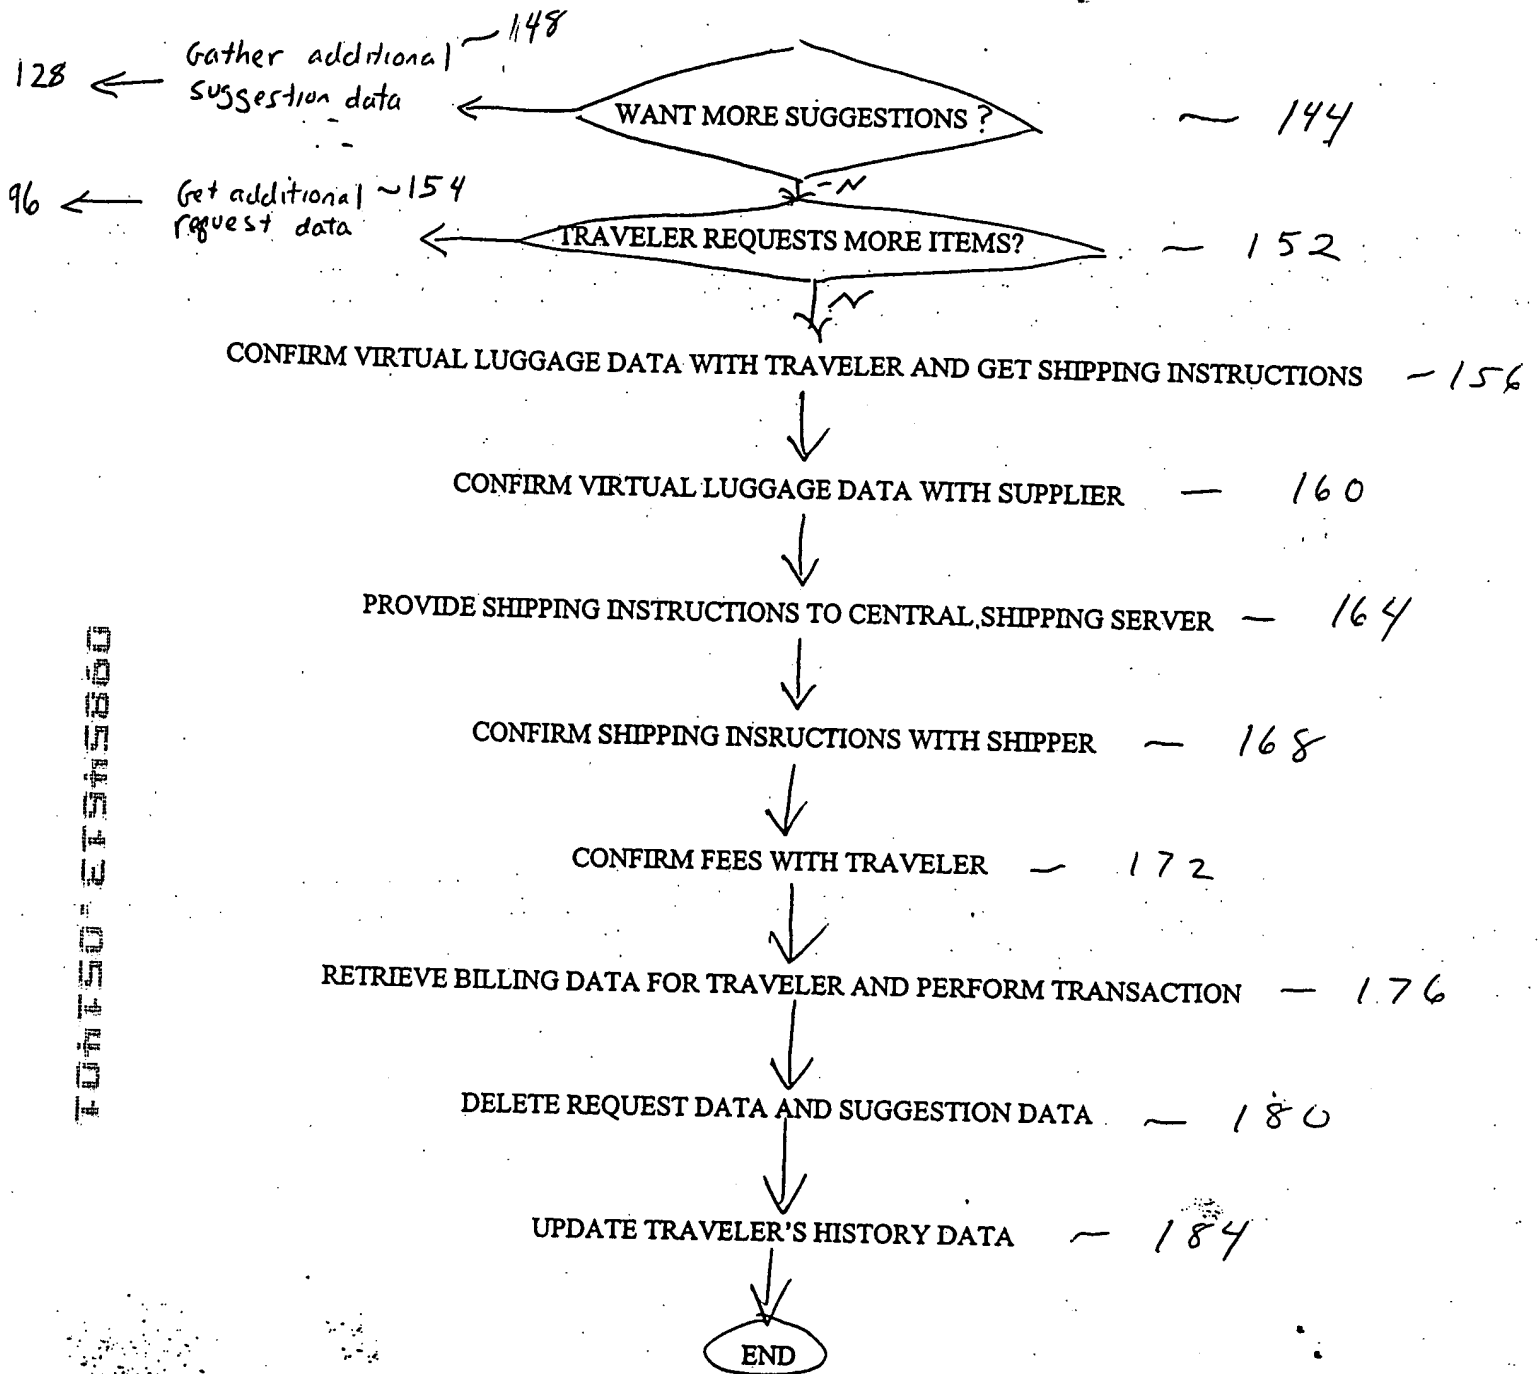 Gather additional ~ 148
128 ← suggestion data
WANT MORE SUGGESTIONS ? ~ 144
-N
96 ← Get additional ~ 154
request data
TRAVELER REQUESTS MORE ITEMS? ~ 152
N
CONFIRM VIRTUAL LUGGAGE DATA WITH TRAVELER AND GET SHIPPING INSTRUCTIONS ~ 156
CONFIRM VIRTUAL LUGGAGE DATA WITH SUPPLIER — 160
PROVIDE SHIPPING INSTRUCTIONS TO CENTRAL SHIPPING SERVER — 164
CONFIRM SHIPPING INSRUCTIONS WITH SHIPPER — 168
CONFIRM FEES WITH TRAVELER — 172
RETRIEVE BILLING DATA FOR TRAVELER AND PERFORM TRANSACTION — 176
DELETE REQUEST DATA AND SUGGESTION DATA — 180
UPDATE TRAVELER'S HISTORY DATA ~ 184
END